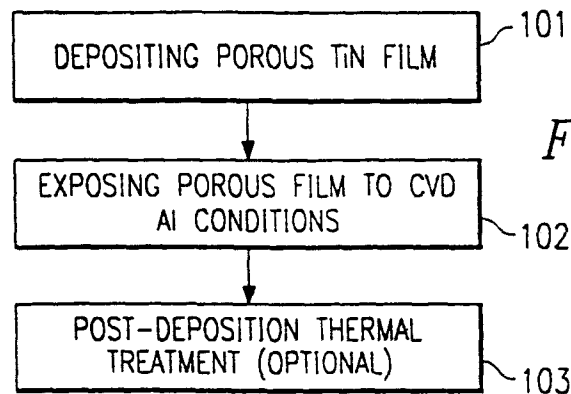 101
DEPOSITING POROUS TiN FILM
F
EXPOSING POROUS FILM TO CVD
Al CONDITIONS
102
POST-DEPOSITION THERMAL
TREATMENT (OPTIONAL)
103